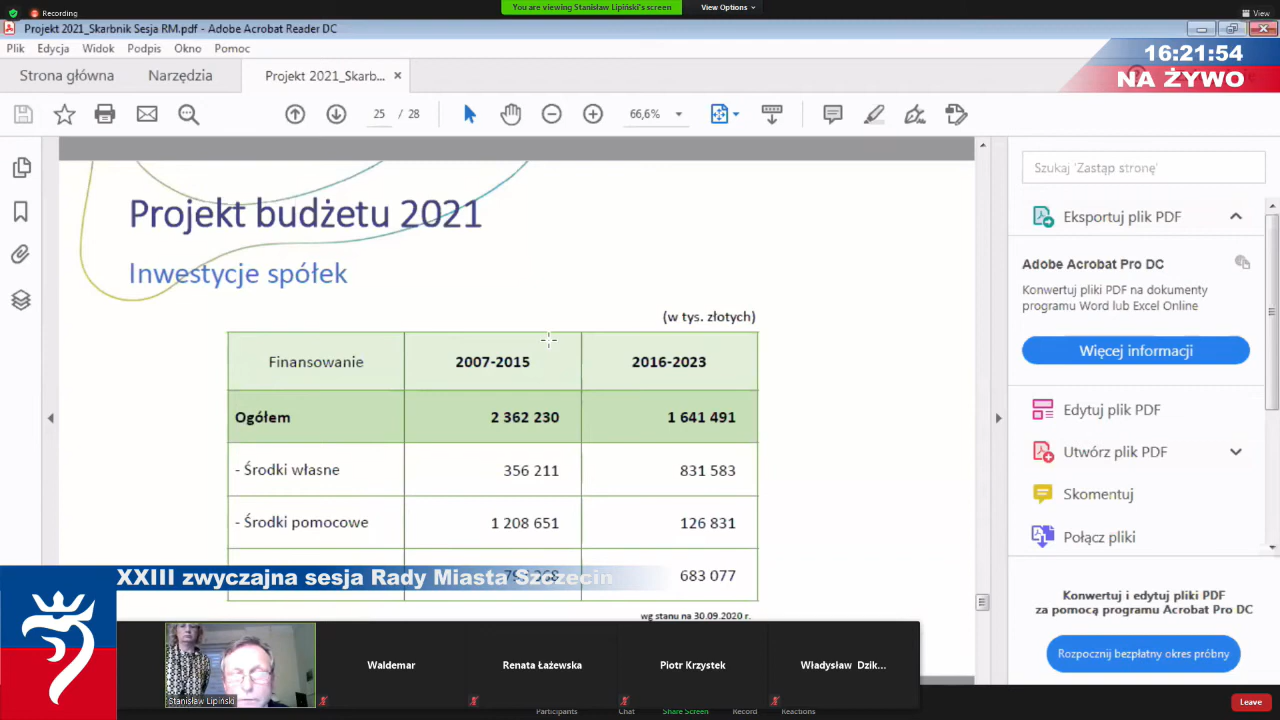 Recording
You are viewing Stanisław Lipiński's screen
View Options
View
Projekt 2021_Skarbnik Sesja RM.pdf - Adobe Acrobat Reader DC
Plik Edycja Widok Podpis Okno Pomoc
16:21:54
NA ŻYWO
Strona główna Narzędzia Projekt 2021_Skarb...
25 / 28
66,6%
Szukaj 'Zastąp stronę'
Projekt budżetu 2021
Inwestycje spółek
(w tys. złotych)
Finansowanie 2007-2015 2016-2023
Ogółem 2 362 230 1 641 491
- Środki własne 356 211 831 583
- Środki pomocowe 1 208 651 126 831
683 077
wg stanu na 30.09.2020 r.
Eksportuj plik PDF
Adobe Acrobat Pro DC
Konwertuj pliki PDF na dokumenty
programu Word lub Excel Online
Więcej informacji
Edytuj plik PDF
Utwórz plik PDF
Skomentuj
Połącz pliki
Konwertuj i edytuj pliki PDF
za pomocą programu Acrobat Pro DC
Rozpocznij bezpłatny okres próbny
XXIII zwyczajna sesja Rady Miasta Szczecin
Stanisław Lipiński
Waldemar
Renata Łażewska
Piotr Krzystek
Władysław Dzik...
Participants Chat Share Screen Record Reactions
Leave